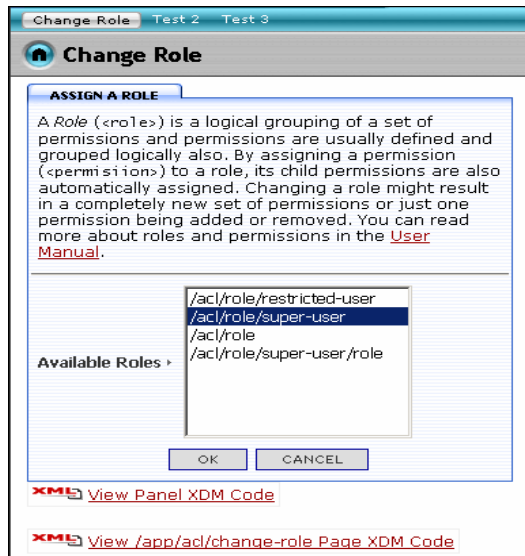 Change Role Test 2 Test 3
Change Role
ASSIGN A ROLE
A Role (<role>) is a logical grouping of a set of
permissions and permissions are usually defined and
grouped logically also. By assigning a permission
(<permisiion>) to a role, its child permissions are also
automatically assigned. Changing a role might result
in a completely new set of permissions or just one
permission being added or removed. You can read
more about roles and permissions in the User
Manual.
/acl/role/restricted-user
/acl/role/super-user
/acl/role
/acl/role/super-user/role
Available Roles
OK CANCEL
XML View Panel XDM Code
XML View /app/acl/change-role Page XDM Code